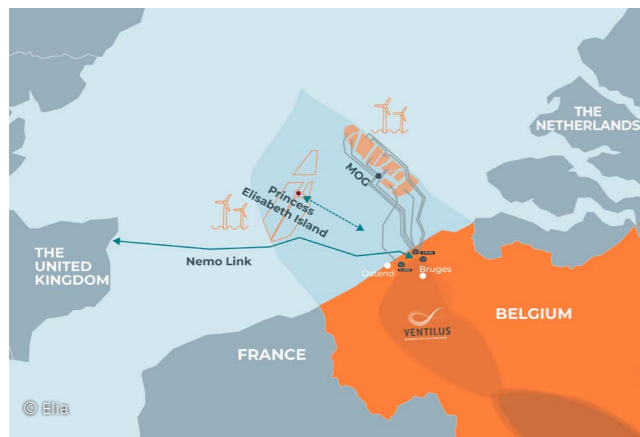 THE
NETHERLANDS
MOG
Princess
Elisabeth Island
THE
UNITED
KINGDOM
Nemo Link
Ostend
Bruges
VENTILUS
BELGIUM
FRANCE
© Elia